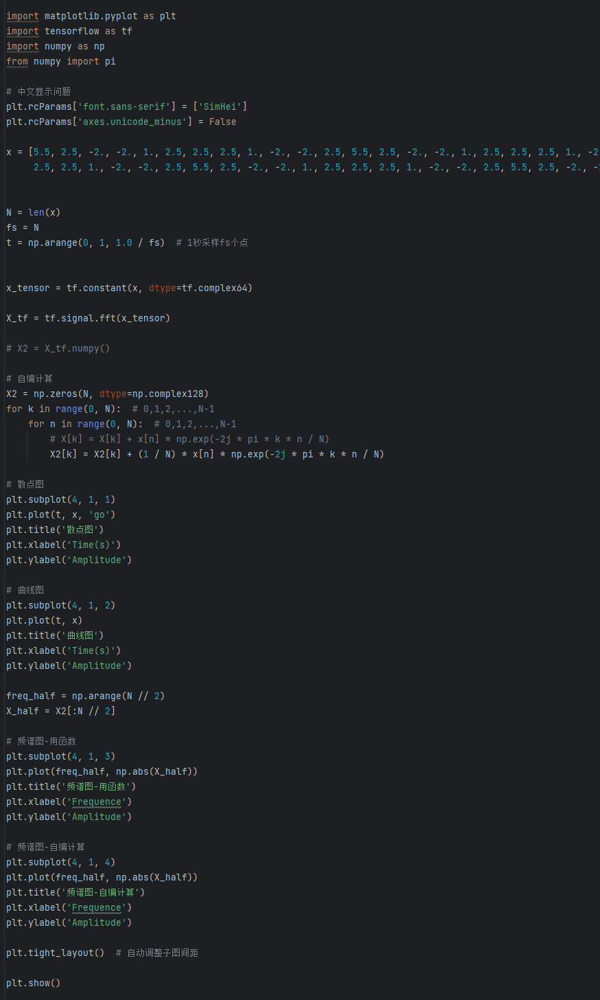 import matplotlib.pyplot as plt
import tensorflow as tf
import numpy as np
from numpy import pi
# 中文显示问题
plt.rcParams['font.sans-serif'] = ['SimHei']
plt.rcParams['axes.unicode_minus'] = False
x = [5.5, 2.5, -2., -2., 1., 2.5, 2.5, 2.5, 1., -2., -2., 2.5, 5.5, 2.5, -2., -2., 1., 2.5, 2.5, 2.5, 1., -2
2.5, 2.5, 1., -2., -2., 2.5, 5.5, 2.5, -2., -2., 1., 2.5, 2.5, 2.5, 1., -2., -2., 2.5, 5.5, 2.5, -2., -2
N = len(x)
fs = N
t = np.arange(0, 1, 1.0 / fs)  # 1秒采样fs个点
x_tensor = tf.constant(x, dtype=tf.complex64)
X_tf = tf.signal.fft(x_tensor)
# X2 = X_tf.numpy()
# 自编计算
X2 = np.zeros(N, dtype=np.complex128)
for k in range(0, N):  # 0,1,2,...,N-1
for n in range(0, N):  # 0,1,2,...,N-1
# X[k] = X[k] + x[n] * np.exp(-2j * pi * k * n / N)
X2[k] = X2[k] + (1 / N) * x[n] * np.exp(-2j * pi * k * n / N)
# 散点图
plt.subplot(4, 1, 1)
plt.plot(t, x, 'go')
plt.title('散点图')
plt.xlabel('Time(s)')
plt.ylabel('Amplitude')
# 曲线图
plt.subplot(4, 1, 2)
plt.plot(t, x)
plt.title('曲线图')
plt.xlabel('Time(s)')
plt.ylabel('Amplitude')
freq_half = np.arange(N // 2)
X_half = X2[:N // 2]
# 频谱图-用函数
plt.subplot(4, 1, 3)
plt.plot(freq_half, np.abs(X_half))
plt.title('频谱图-用函数')
plt.xlabel('Frequence')
plt.ylabel('Amplitude')
# 频谱图-自编计算
plt.subplot(4, 1, 4)
plt.plot(freq_half, np.abs(X_half))
plt.title('频谱图-自编计算')
plt.xlabel('Frequence')
plt.ylabel('Amplitude')
plt.tight_layout()  # 自动调整子图间距
plt.show()